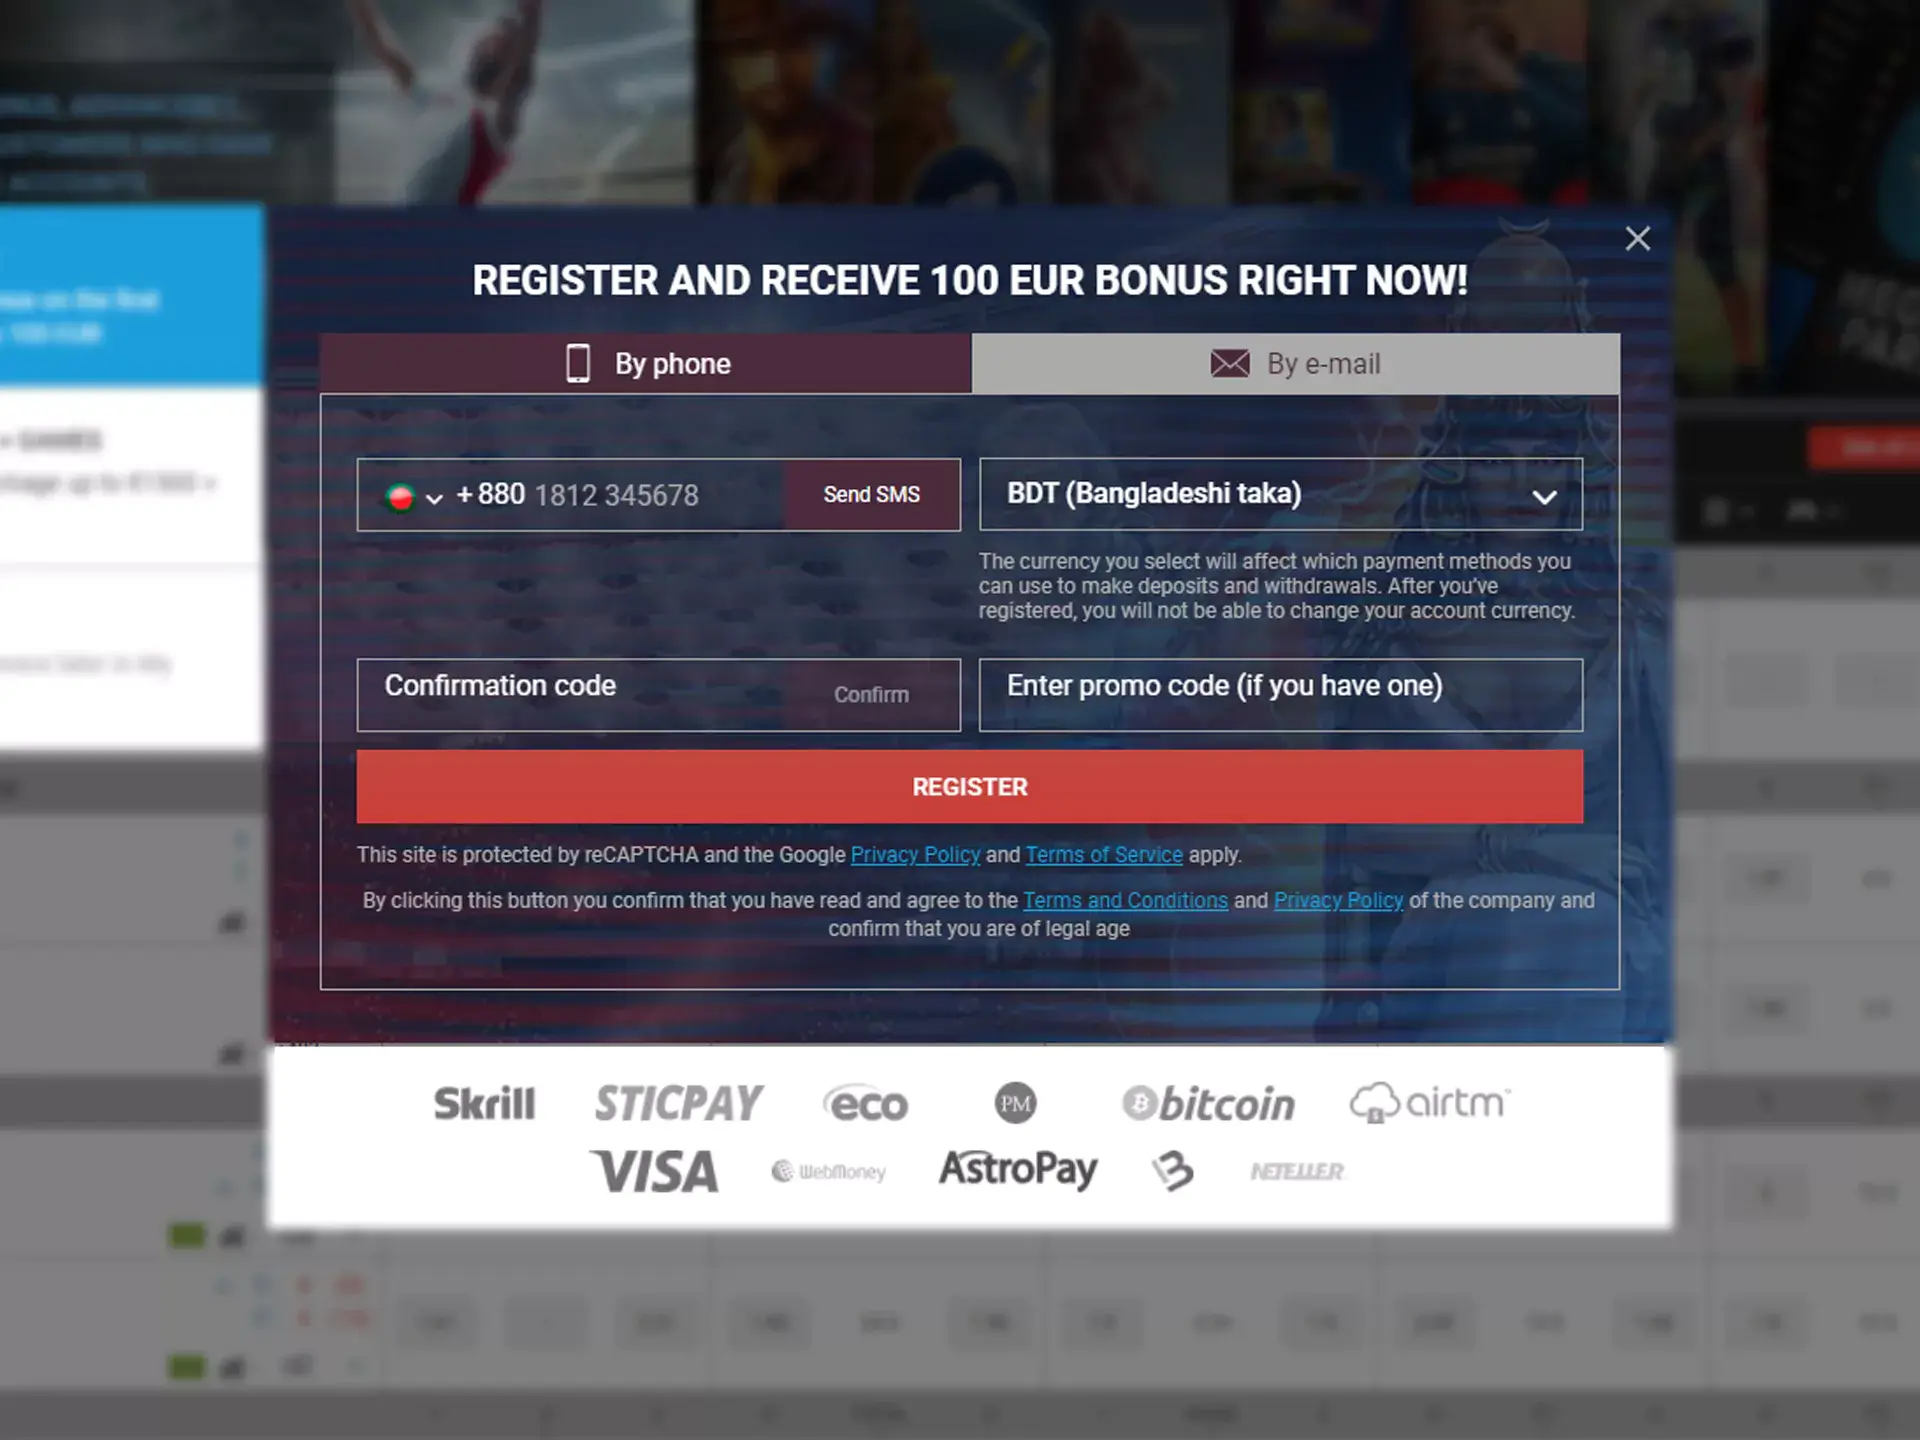 REGISTER AND RECEIVE 100 EUR BONUS RIGHT NOW!
By phone
By e-mail
+880 1812 345678
Send SMS
BDT (Bangladeshi taka)
The currency you select will affect which payment methods you
can use to make deposits and withdrawals. After you've
registered, you will not be able to change your account currency.
Confirmation code
Confirm
Enter promo code (if you have one)
REGISTER
This site is protected by reCAPTCHA and the Google Privacy Policy and Terms of Service apply.
By clicking this button you confirm that you have read and agree to the Terms and Conditions and Privacy Policy of the company and
confirm that you are of legal age
Skrill
STICPAY
eco
PM
bitcoin
airtm
VISA
WebMoney
AstroPay
NETELLER